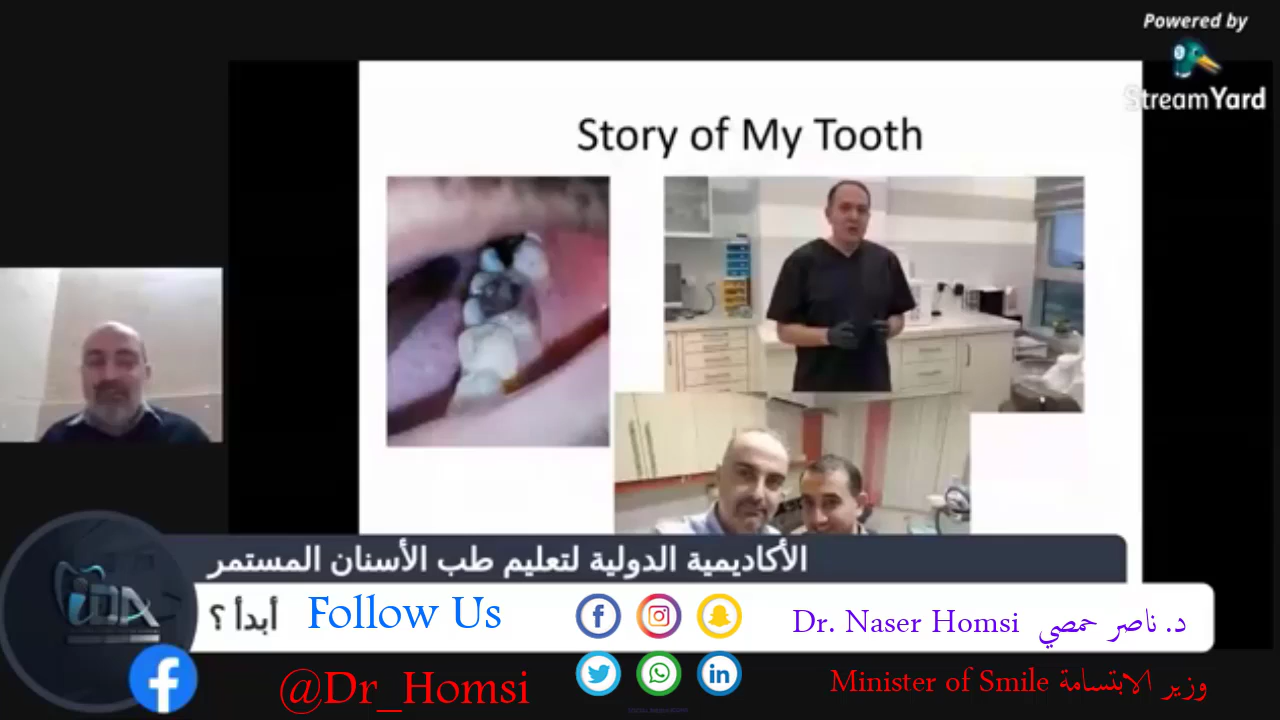 Powered by
StreamYard
Story of My Tooth
الأكاديمية الدولية لتعليم طب الأسنان المستمر
أبدأ ؟
Follow Us
Dr. Naser Homsi د. ناصر حمصي
@Dr_Homsi
Minister of Smile وزير الابتسامة
iDA